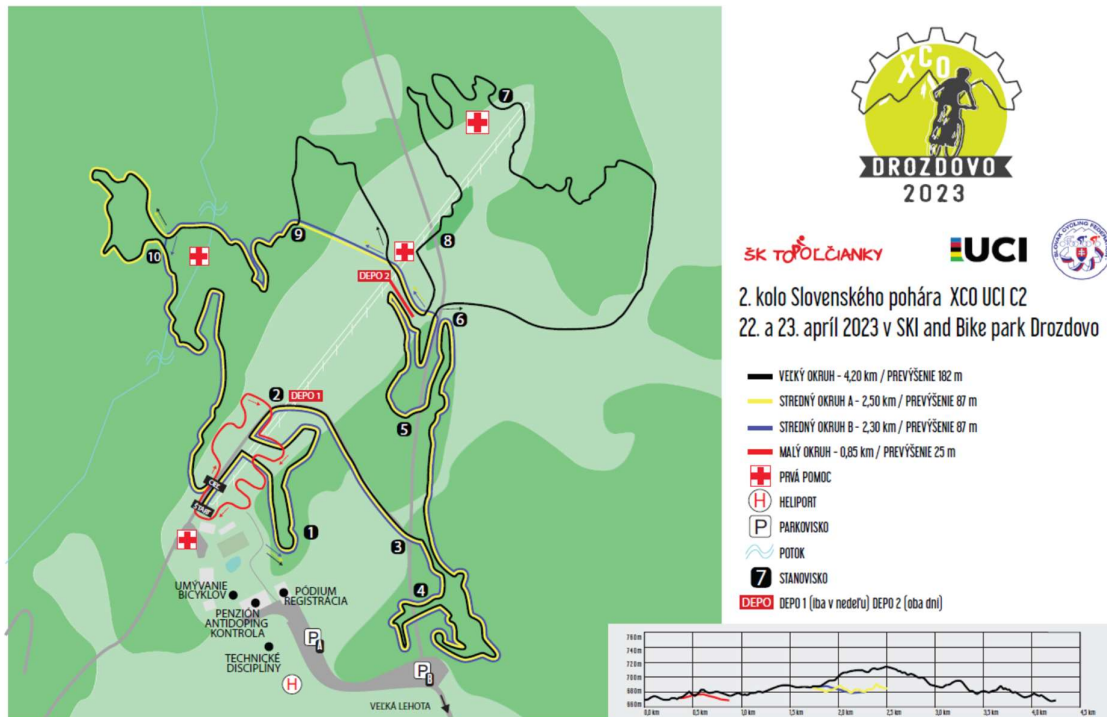 XCO
DROZDOVO
2023
ŠK TOPOĽČIANKY
UCI
SLOVAK CYCLING FEDERATION
2. kolo Slovenského pohára XCO UCI C2
22. a 23. apríl 2023 v SKI and Bike park Drozdovo
VEĽKÝ OKRUH - 4,20 km / PREVÝŠENIE 182 m
STREDNÝ OKRUH A - 2,50 km / PREVÝŠENIE 87 m
STREDNÝ OKRUH B - 2,30 km / PREVÝŠENIE 87 m
MALÝ OKRUH - 0,85 km / PREVÝŠENIE 25 m
PRVÁ POMOC
H HELIPORT
P PARKOVISKO
POTOK
7 STANOVISKO
DEPO DEPO 1 (iba v nedeľu) DEPO 2 (oba dni)
7
9
8
10
DEPO 2
6
2 DEPO 1
5
CIEĽ
ŠTART
1
3
4
UMÝVANIE
BICYKLOV
PÓDIUM
REGISTRÁCIA
PENZIÓN
ANTIDOPING
KONTROLA
TECHNICKÉ
DISCIPLÍNY
P A
P B
H
VEĽKÁ LEHOTA
760m
740m
720m
700m
680m
660m
0,0 km 0,5 km 1,0 km 1,5 km 2,0 km 2,5 km 3,0 km 3,5 km 4,0 km 4,5 km